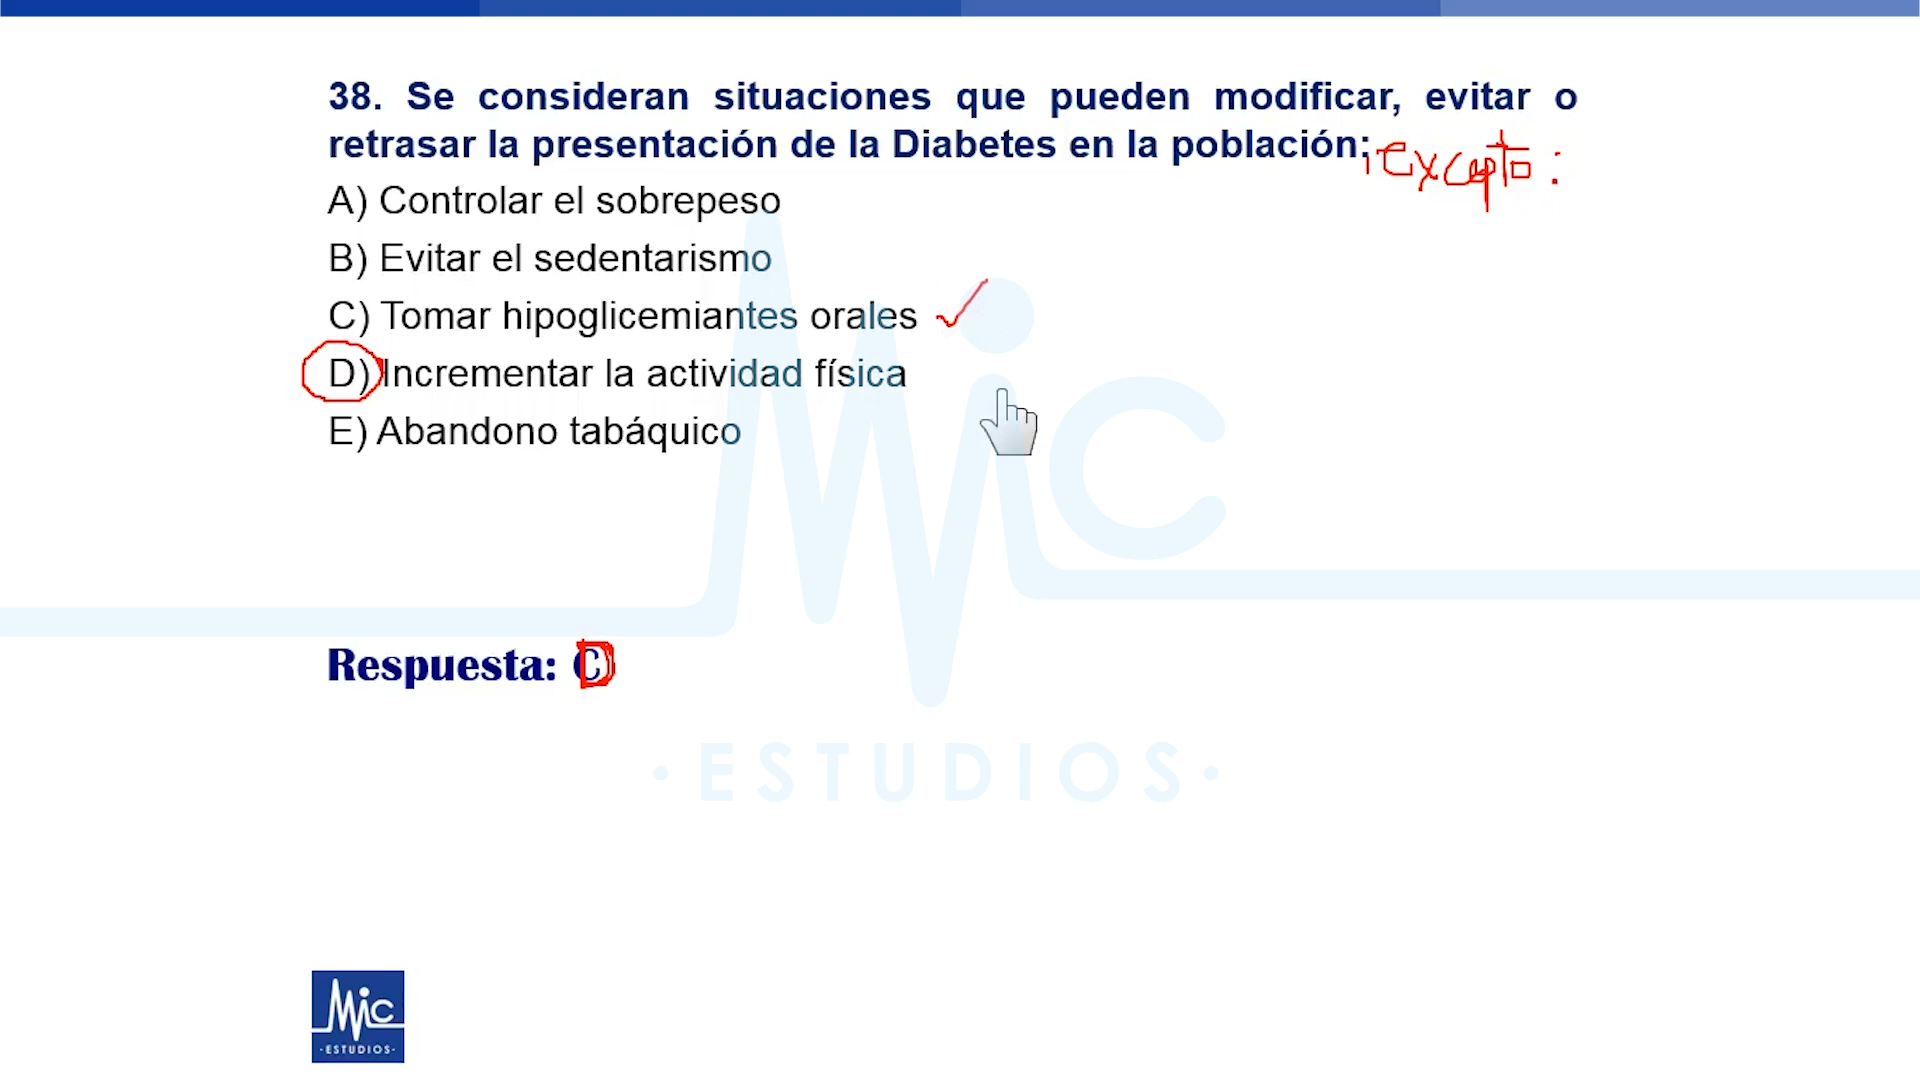 38. Se consideran situaciones que pueden modificar, evitar o
retrasar la presentación de la Diabetes en la población; excepto:
A) Controlar el sobrepeso
B) Evitar el sedentarismo
C) Tomar hipoglicemiantes orales
D) Incrementar la actividad física
E) Abandono tabáquico
Mic
·ESTUDIOS·
Respuesta: C
Mic
·ESTUDIOS·